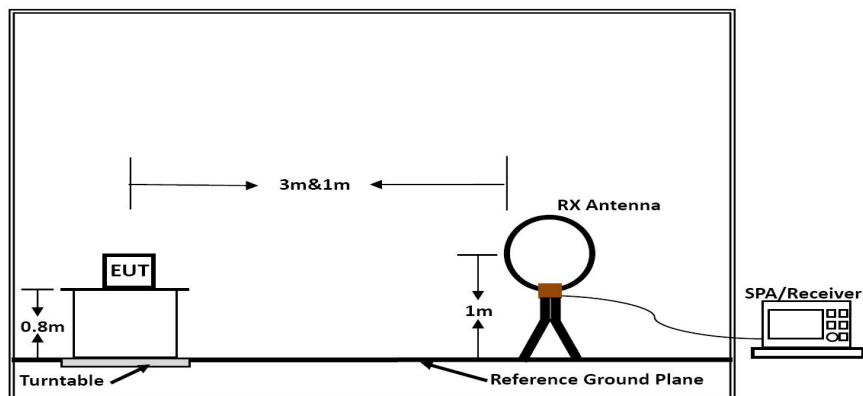 3m&1m
RX Antenna
EUT
SPA/Receiver
0.8m
1m
Turntable
Reference Ground Plane